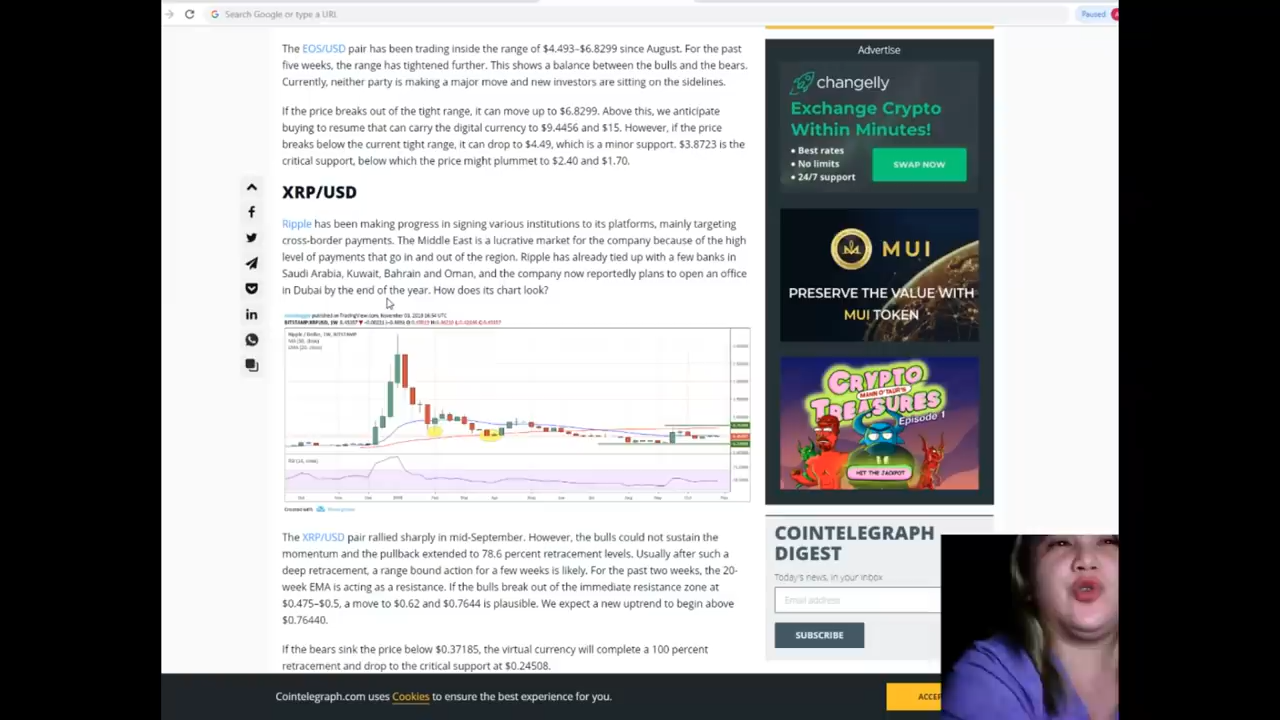 Search Google or type a URL
Paused
The EOS/USD pair has been trading inside the range of $4.493–$6.8299 since August. For the past
five weeks, the range has tightened further. This shows a balance between the bulls and the bears.
Currently, neither party is making a major move and new investors are sitting on the sidelines.
If the price breaks out of the tight range, it can move up to $6.8299. Above this, we anticipate
buying to resume that can carry the digital currency to $9.4456 and $15. However, if the price
breaks below the current tight range, it can drop to $4.49, which is a minor support. $3.8723 is the
critical support, below which the price might plummet to $2.40 and $1.70.
XRP/USD
Ripple has been making progress in signing various institutions to its platforms, mainly targeting
cross-border payments. The Middle East is a lucrative market for the company because of the high
level of payments that go in and out of the region. Ripple has already tied up with a few banks in
Saudi Arabia, Kuwait, Bahrain and Oman, and the company now reportedly plans to open an office
in Dubai by the end of the year. How does its chart look?
Created with
The XRP/USD pair rallied sharply in mid-September. However, the bulls could not sustain the
momentum and the pullback extended to 78.6 percent retracement levels. Usually after such a
deep retracement, a range bound action for a few weeks is likely. For the past two weeks, the 20-
week EMA is acting as a resistance. If the bulls break out of the immediate resistance zone at
$0.475–$0.5, a move to $0.62 and $0.7644 is plausible. We expect a new uptrend to begin above
$0.76440.
If the bears sink the price below $0.37185, the virtual currency will complete a 100 percent
retracement and drop to the critical support at $0.24508.
Advertise
changelly
Exchange Crypto
Within Minutes!
• Best rates
• No limits
• 24/7 support
SWAP NOW
MUI
PRESERVE THE VALUE WITH
MUI TOKEN
CRYPTO
MANN O'TAUR'S
TREASURES
Episode 1
HIT THE JACKPOT
COINTELEGRAPH
DIGEST
Today's news, in your inbox
Email address
SUBSCRIBE
Cointelegraph.com uses Cookies to ensure the best experience for you.
ACCE